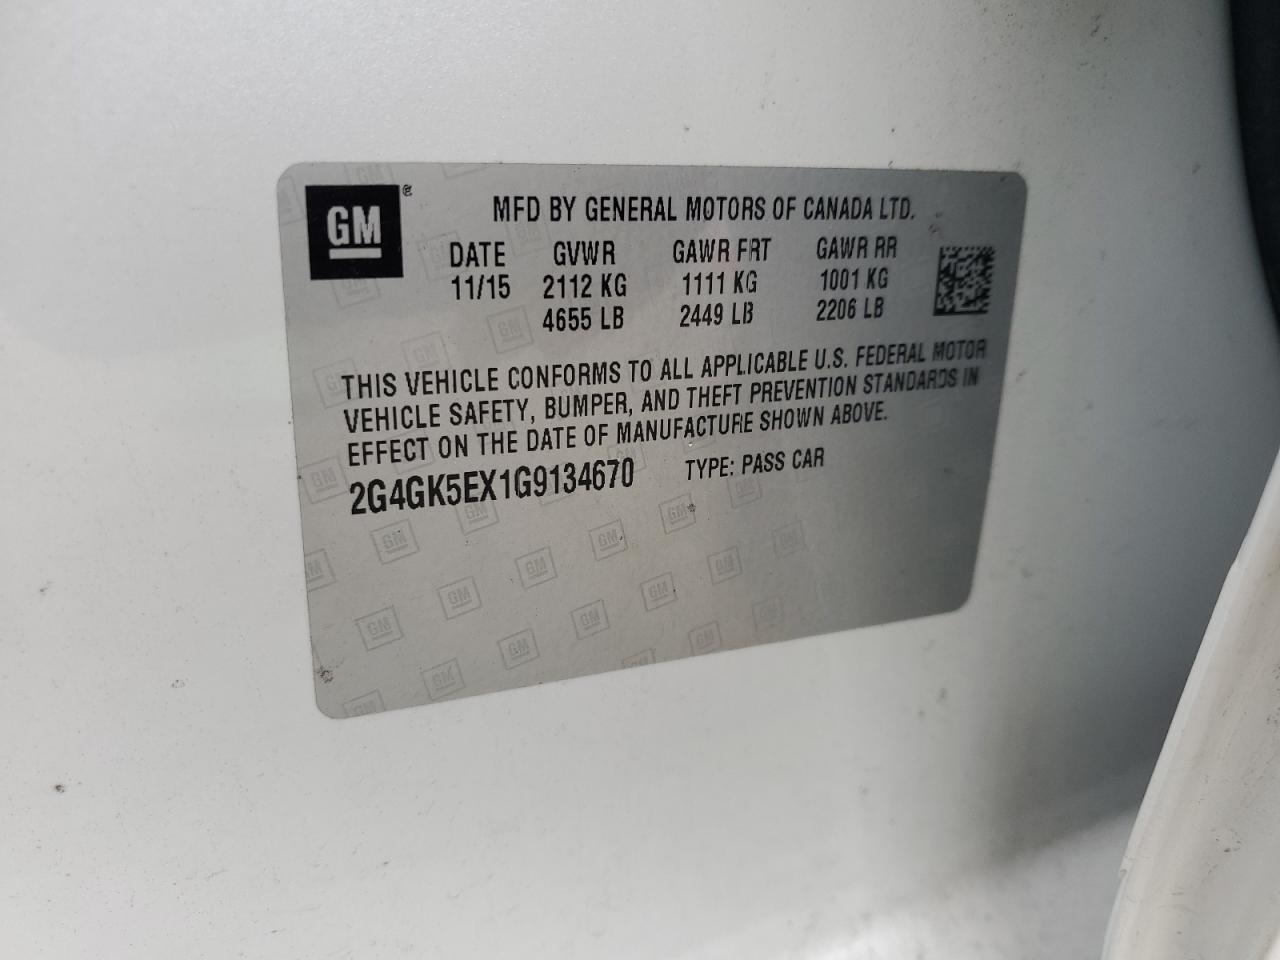 GM®
MFD BY GENERAL MOTORS OF CANADA LTD.
DATE GVWR GAWR FRT GAWR RR
11/15 2112 KG 1111 KG 1001 KG
4655 LB 2449 LB 2206 LB
THIS VEHICLE CONFORMS TO ALL APPLICABLE U.S. FEDERAL MOTOR
VEHICLE SAFETY, BUMPER, AND THEFT PREVENTION STANDARDS IN
EFFECT ON THE DATE OF MANUFACTURE SHOWN ABOVE.
2G4GK5EX1G9134670 TYPE: PASS CAR